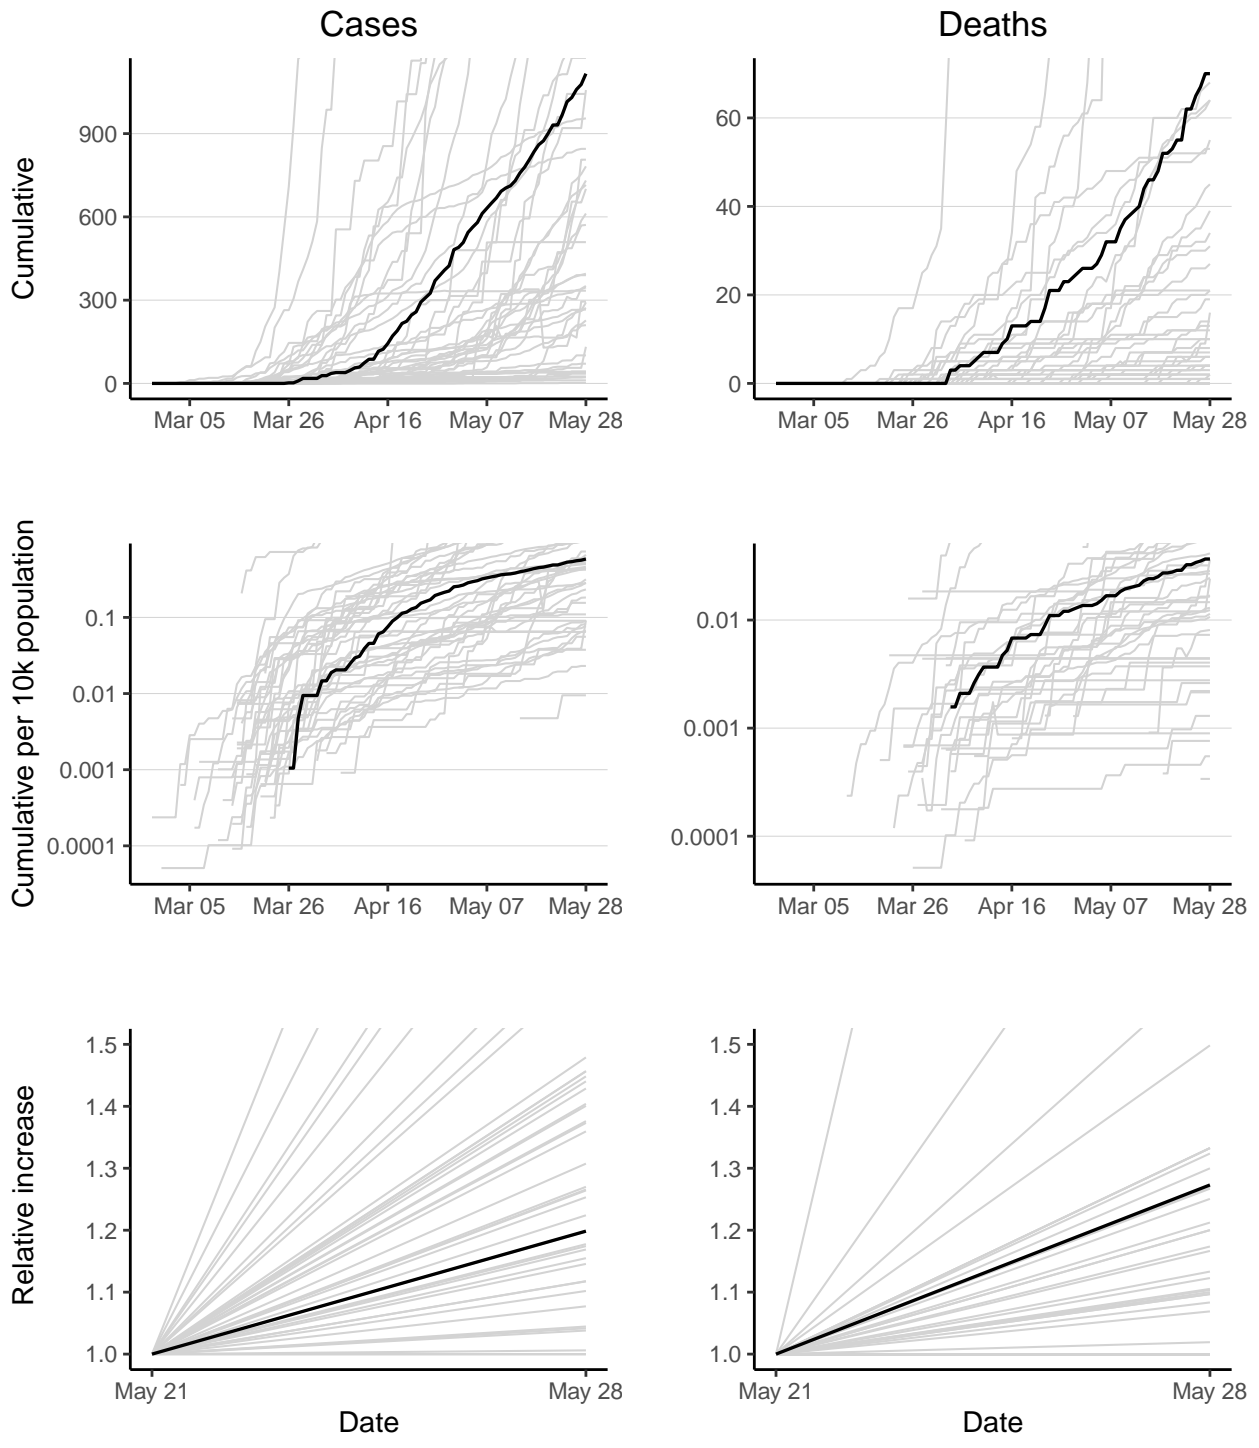 Cases
Deaths
Cumulative
900
600
300
0
Mar 05 Mar 26 Apr 16 May 07 May 28
60
40
20
0
Mar 05 Mar 26 Apr 16 May 07 May 28
Cumulative per 10k population
0.1
0.01
0.001
0.0001
Mar 05 Mar 26 Apr 16 May 07 May 28
0.01
0.001
0.0001
Mar 05 Mar 26 Apr 16 May 07 May 28
Relative increase
1.5
1.4
1.3
1.2
1.1
1.0
May 21 May 28
Date
1.5
1.4
1.3
1.2
1.1
1.0
May 21 May 28
Date